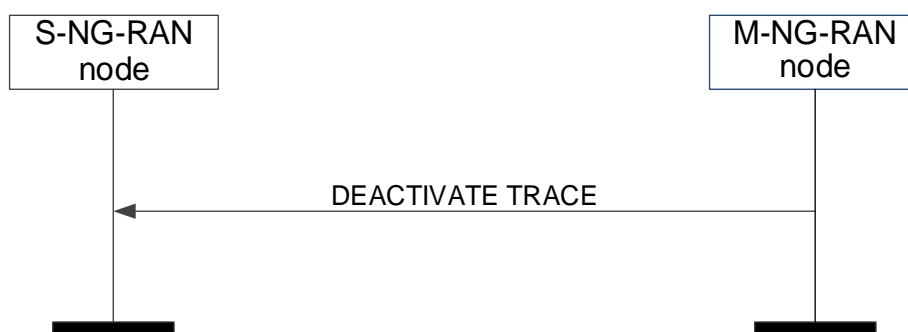 S-NG-RAN
node
M-NG-RAN
node
DEACTIVATE TRACE